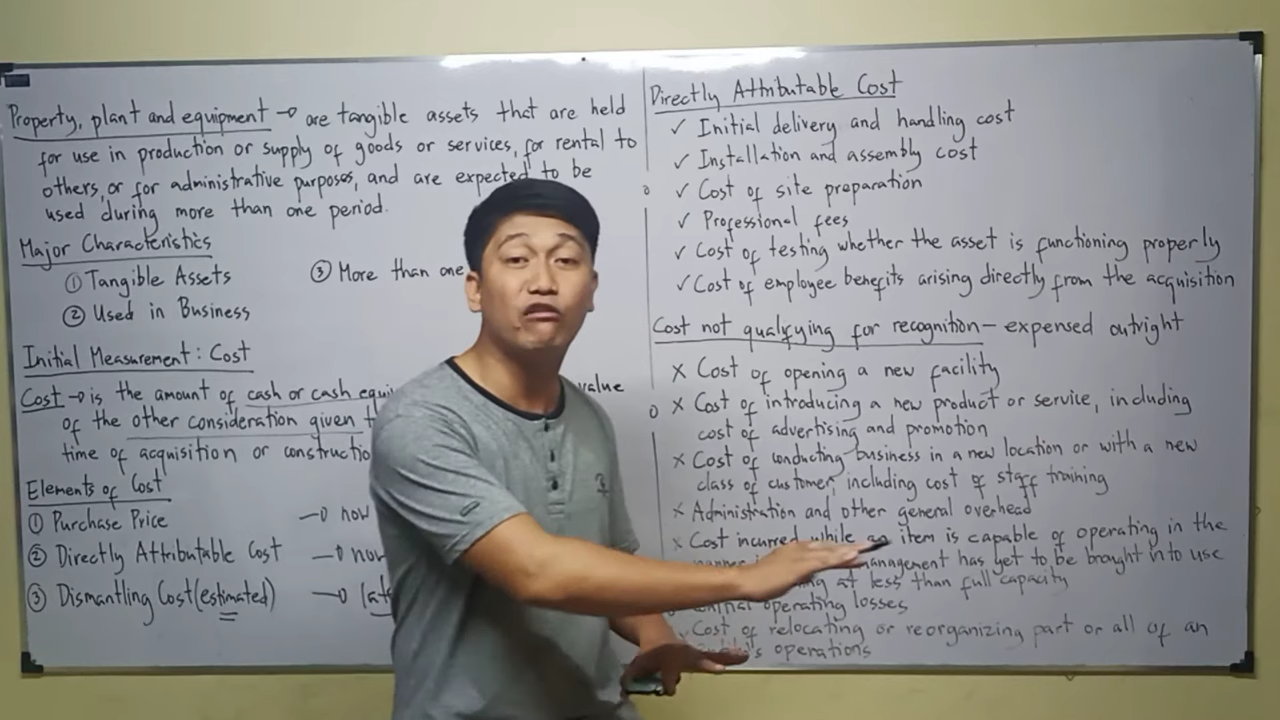 Property, plant and equipment → are tangible assets that are held
for use in production or supply of goods or services, for rental to
others, or for administrative purposes, and are expected to be
used during more than one period.
Major Characteristics
① Tangible Assets
② Used in Business
③ More than one
Initial Measurement: Cost
Cost → is the amount of cash or cash equi value
of the other consideration given
time of acquisition or constructio
Elements of Cost
① Purchase Price → now
② Directly Attributable Cost → now
③ Dismantling Cost (estimated) → lat
Directly Attributable Cost
✓ Initial delivery and handling cost
✓ Installation and assembly cost
✓ Cost of site preparation
✓ Professional fees
✓ Cost of testing whether the asset is functioning properly
✓ Cost of employee benefits arising directly from the acquisition
Cost not qualifying for recognition - expensed outright
x Cost of opening a new facility
x Cost of introducing a new product or service, including
cost of advertising and promotion
x Cost of conducting business in a new location or with a new
class of customer, including cost of staff training
x Administration and other general overhead
x Cost incurred while an item is capable of operating in the
management has yet to be brought into use
at less than full capacity
operating losses
Cost of relocating or reorganizing part or all of an
operations